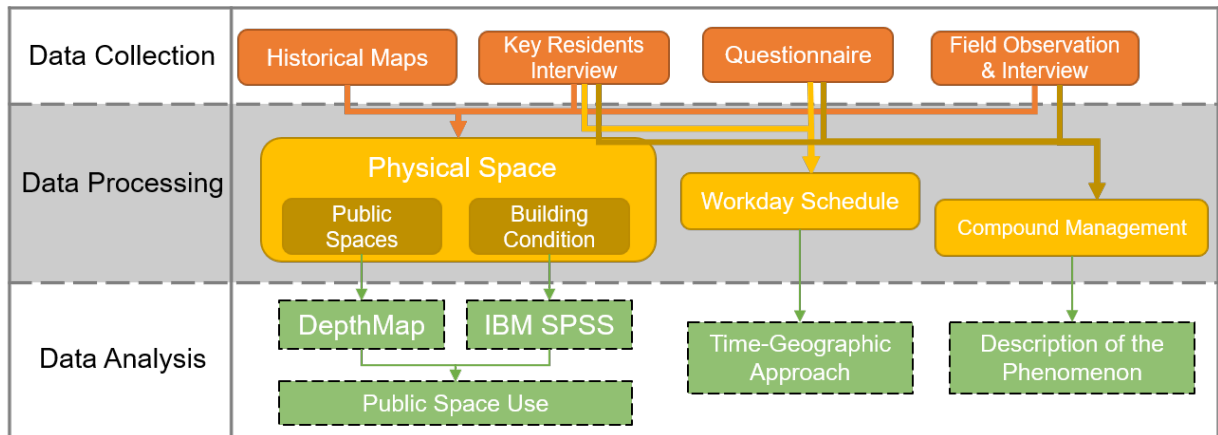 Data Collection
Historical Maps
Key Residents
Interview
Questionnaire
Field Observation
& Interview
Data Processing
Physical Space
Public
Spaces
Building
Condition
Workday Schedule
Compound Management
Data Analysis
DepthMap
IBM SPSS
Public Space Use
Time-Geographic
Approach
Description of the
Phenomenon